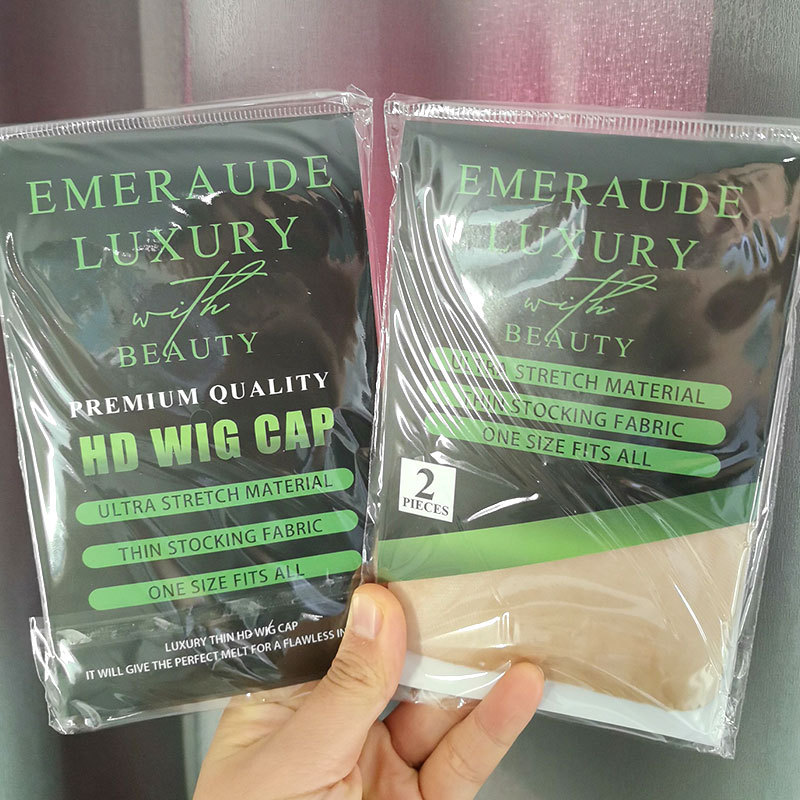 EMERAUDE
LUXURY
with
BEAUTY
PREMIUM QUALITY
HD WIG CAP
ULTRA STRETCH MATERIAL
THIN STOCKING FABRIC
ONE SIZE FITS ALL
LUXURY THIN HD WIG CAP
IT WILL GIVE THE PERFECT MELT FOR A FLAWLESS
EMERAUDE
LUXURY
with
BEAUTY
ULTRA STRETCH MATERIAL
THIN STOCKING FABRIC
ONE SIZE FITS ALL
2
PIECES